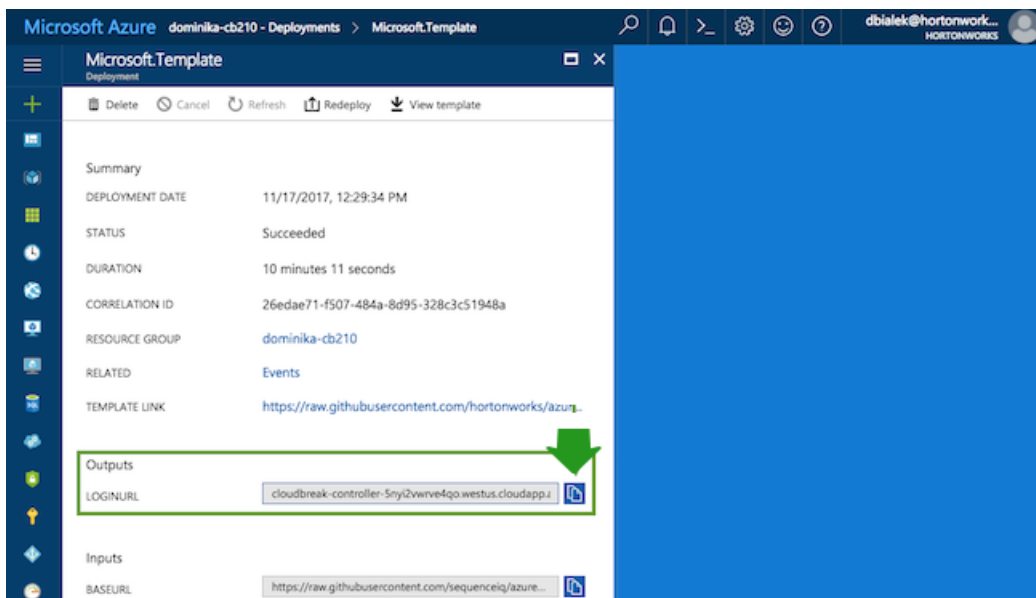 Microsoft Azure dominika-cb210 - Deployments > Microsoft.Template
dbialek@hortonwork...
HORTONWORKS
Microsoft.Template
Deployment
Delete Cancel Refresh Redeploy View template
Summary
DEPLOYMENT DATE 11/17/2017, 12:29:34 PM
STATUS Succeeded
DURATION 10 minutes 11 seconds
CORRELATION ID 26edae71-f507-484a-8d95-328c3c51948a
RESOURCE GROUP dominika-cb210
RELATED Events
TEMPLATE LINK https://raw.githubusercontent.com/hortonworks/azur...
Outputs
LOGINURL cloudbreak-controller-5nyi2vwrve4qo.westus.cloudapp.a
Inputs
BASEURL https://raw.githubusercontent.com/sequenceiq/azure...